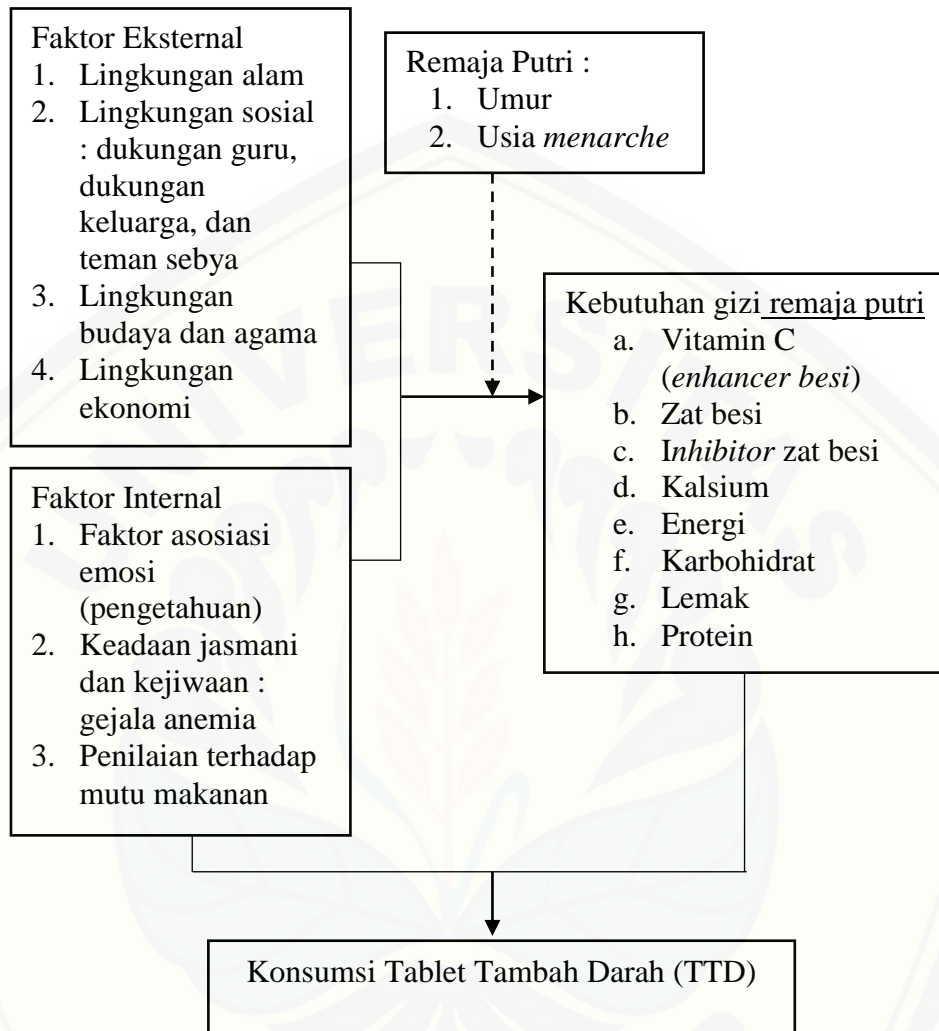 Faktor Eksternal
1. Lingkungan alam
2. Lingkungan sosial
: dukungan guru,
dukungan
keluarga, dan
teman sebya
3. Lingkungan
budaya dan agama
4. Lingkungan
ekonomi
Remaja Putri :
1. Umur
2. Usia menarche
Faktor Internal
1. Faktor asosiasi
emosi
(pengetahuan)
2. Keadaan jasmani
dan kejiwaan :
gejala anemia
3. Penilaian terhadap
mutu makanan
Kebutuhan gizi remaja putri
a. Vitamin C
(enhancer besi)
b. Zat besi
c. Inhibitor zat besi
d. Kalsium
e. Energi
f. Karbohidrat
g. Lemak
h. Protein
Konsumsi Tablet Tambah Darah (TTD)
UNIVERSITAS